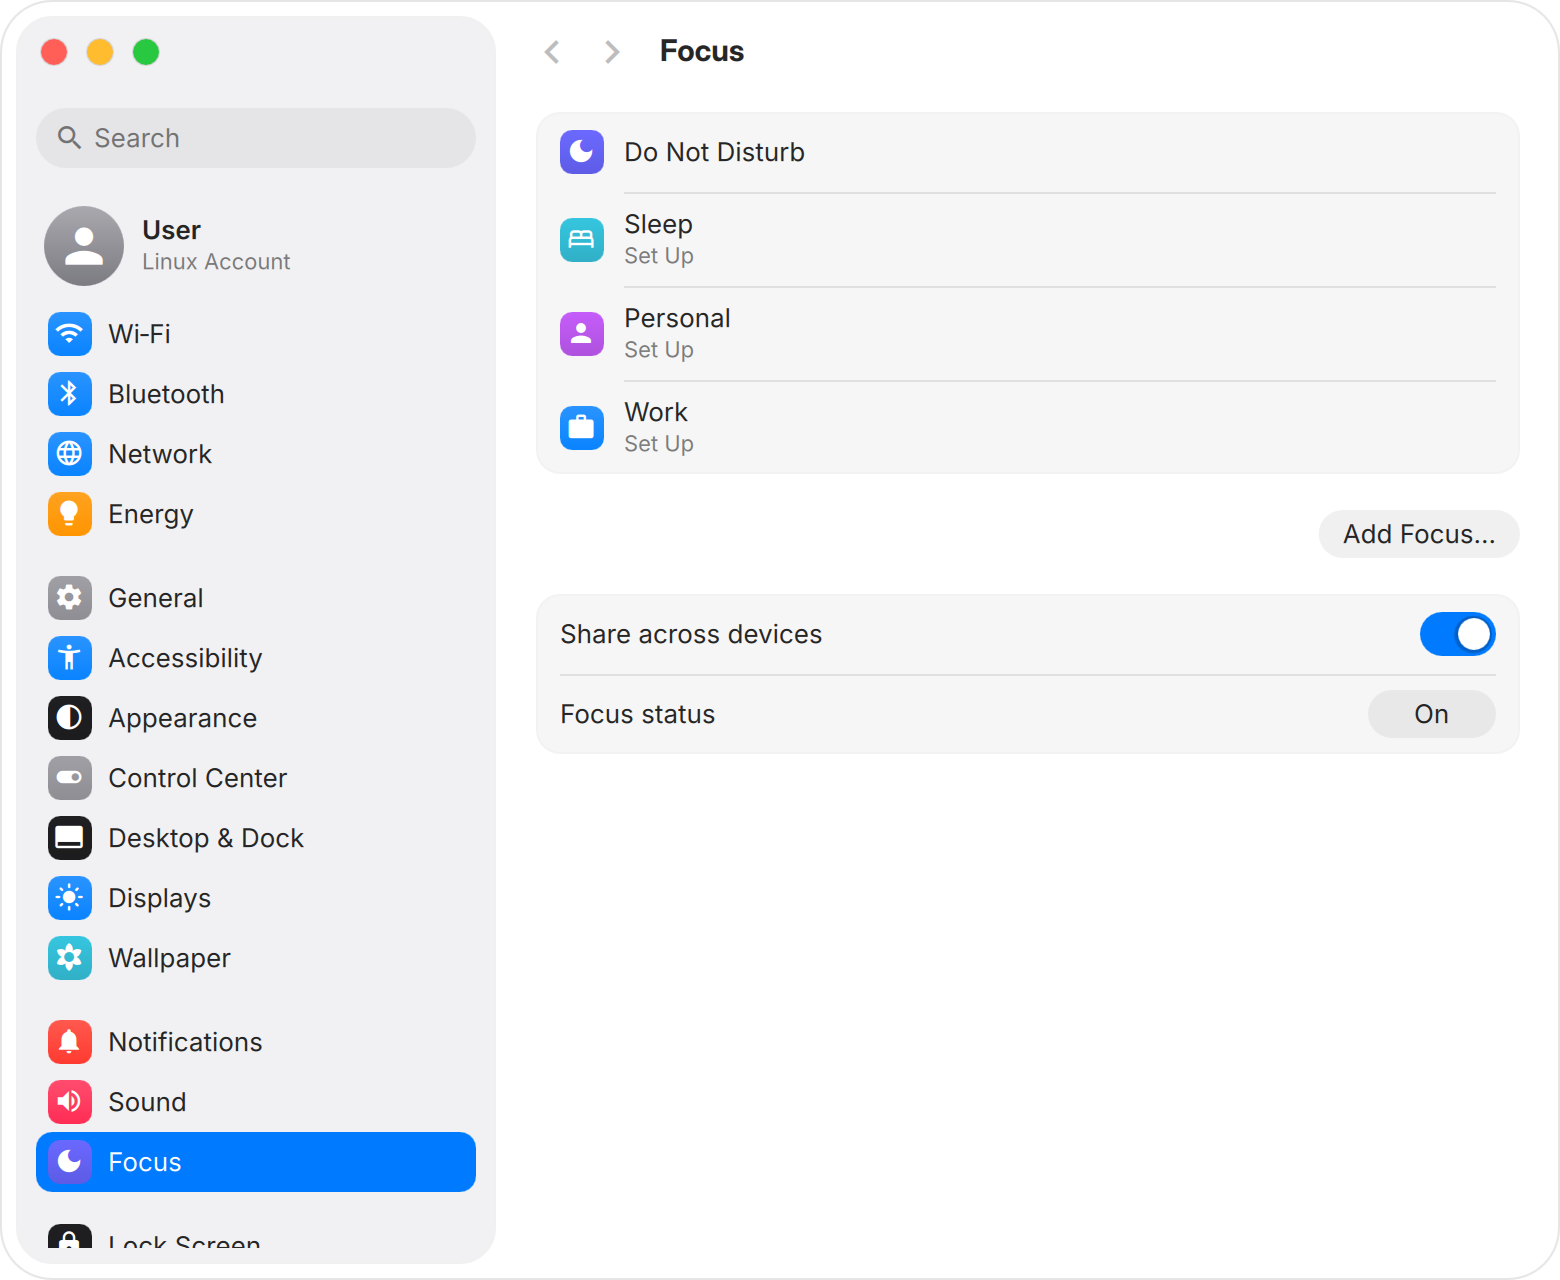 Search
User
Linux Account
Wi-Fi
Bluetooth
Network
Energy
General
Accessibility
Appearance
Control Center
Desktop & Dock
Displays
Wallpaper
Notifications
Sound
Focus
Lock Screen
Focus
Do Not Disturb
Sleep
Set Up
Personal
Set Up
Work
Set Up
Add Focus...
Share across devices
Focus status
On